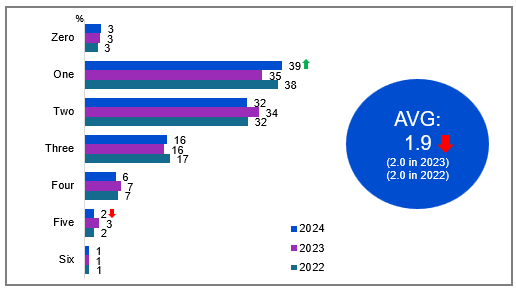 %
Zero
3
3
3
One
39
35
38
Two
32
34
32
Three
16
16
17
Four
6
7
7
Five
2
3
2
Six
1
1
1
AVG:
1.9
(2.0 in 2023)
(2.0 in 2022)
2024
2023
2022